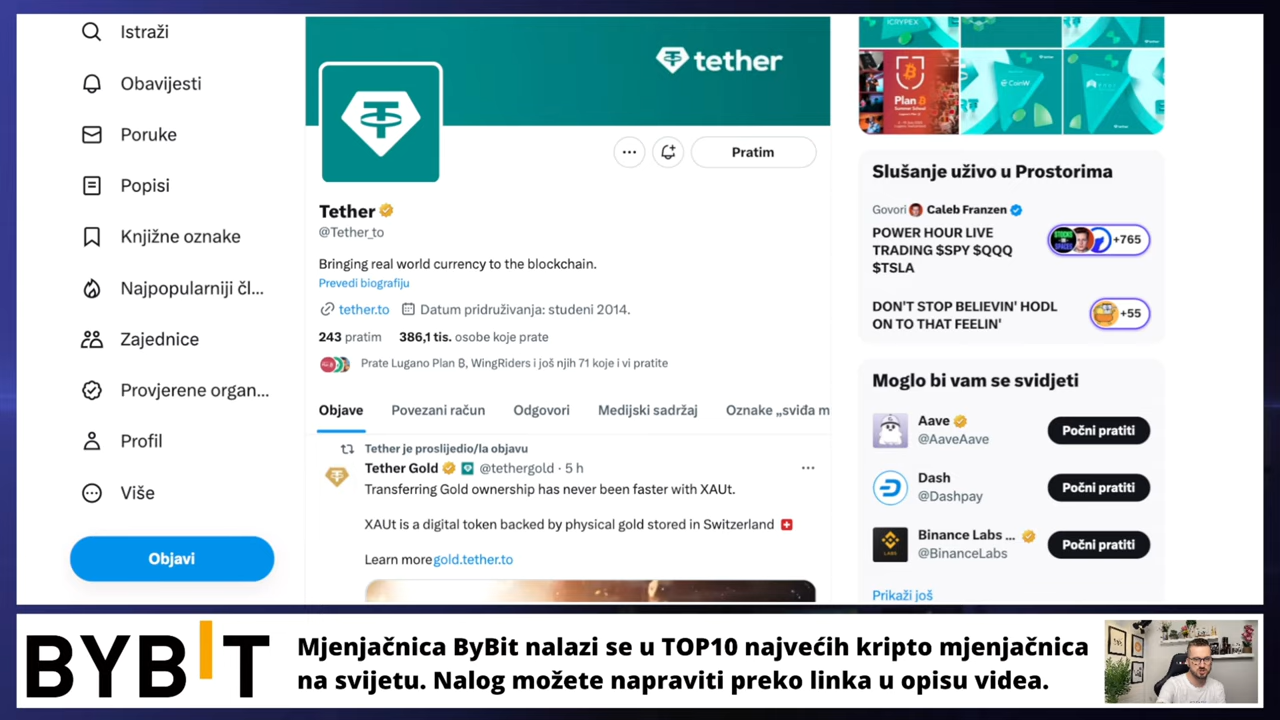 Istraži
Obavijesti
Poruke
Popisi
Knjižne oznake
Najpopularniji čl...
Zajednice
Provjerene organ...
Profil
Više
Objavi
tether
Pratim
Tether
@Tether_to
Bringing real world currency to the blockchain.
Prevedi biografiju
tether.to Datum pridruživanja: studeni 2014.
243 pratim 386,1 tis. osobe koje prate
Prate Lugano Plan ₿, WingRiders i još njih 71 koje i vi pratite
Objave Povezani račun Odgovori Medijski sadržaj Oznake „sviđa m
Tether je proslijedio/la objavu
Tether Gold @tethergold · 5 h
Transferring Gold ownership has never been faster with XAUt.
XAUt is a digital token backed by physical gold stored in Switzerland
Learn more gold.tether.to
ICRYPEX
Plan ₿
Summer School
CoinW
Slušanje uživo u Prostorima
Govori Caleb Franzen
POWER HOUR LIVE
TRADING $SPY $QQQ
$TSLA
+765
DON'T STOP BELIEVIN' HODL
ON TO THAT FEELIN'
+55
Moglo bi vam se svidjeti
Aave
@AaveAave
Počni pratiti
Dash
@Dashpay
Počni pratiti
Binance Labs ...
@BinanceLabs
Počni pratiti
Prikaži još
BYBIT
Mjenjačnica ByBit nalazi se u TOP10 najvećih kripto mjenjačnica
na svijetu. Nalog možete napraviti preko linka u opisu videa.